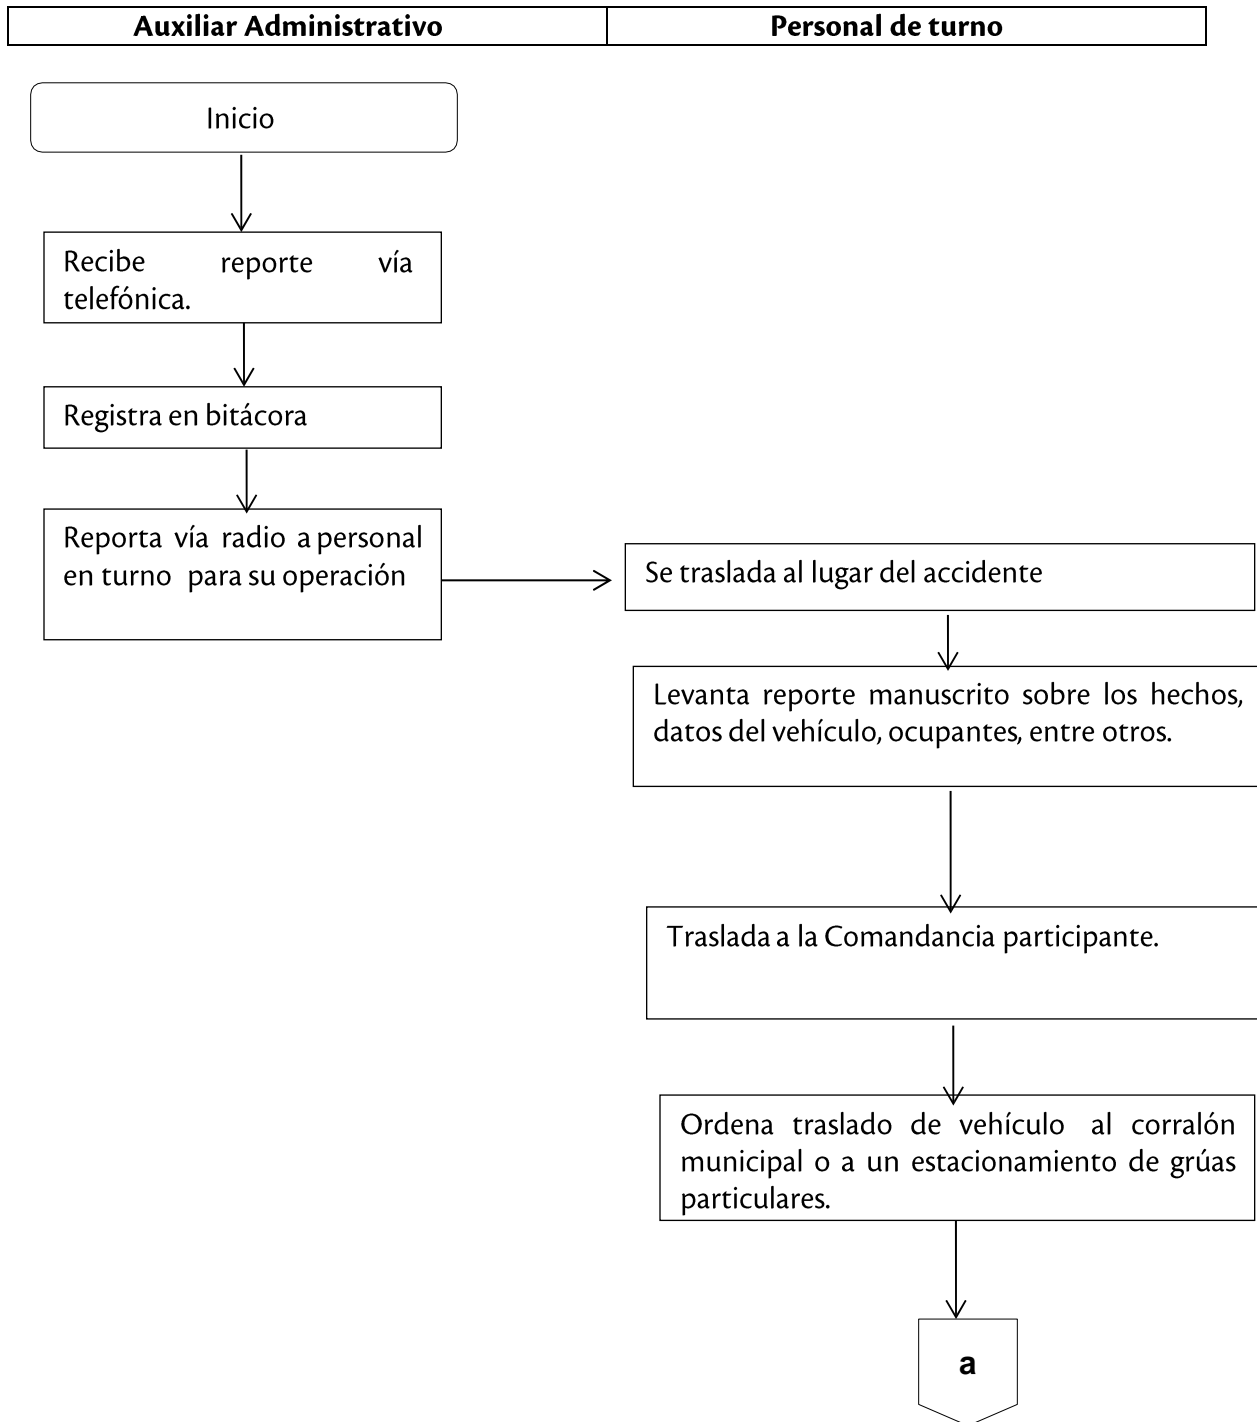 Auxiliar Administrativo
Personal de turno
Inicio
Recibe reporte vía
telefónica.
Registra en bitácora
Reporta vía radio a personal
en turno para su operación
Se traslada al lugar del accidente
Levanta reporte manuscrito sobre los hechos,
datos del vehículo, ocupantes, entre otros.
Traslada a la Comandancia participante.
Ordena traslado de vehículo al corralón
municipal o a un estacionamiento de grúas
particulares.
a